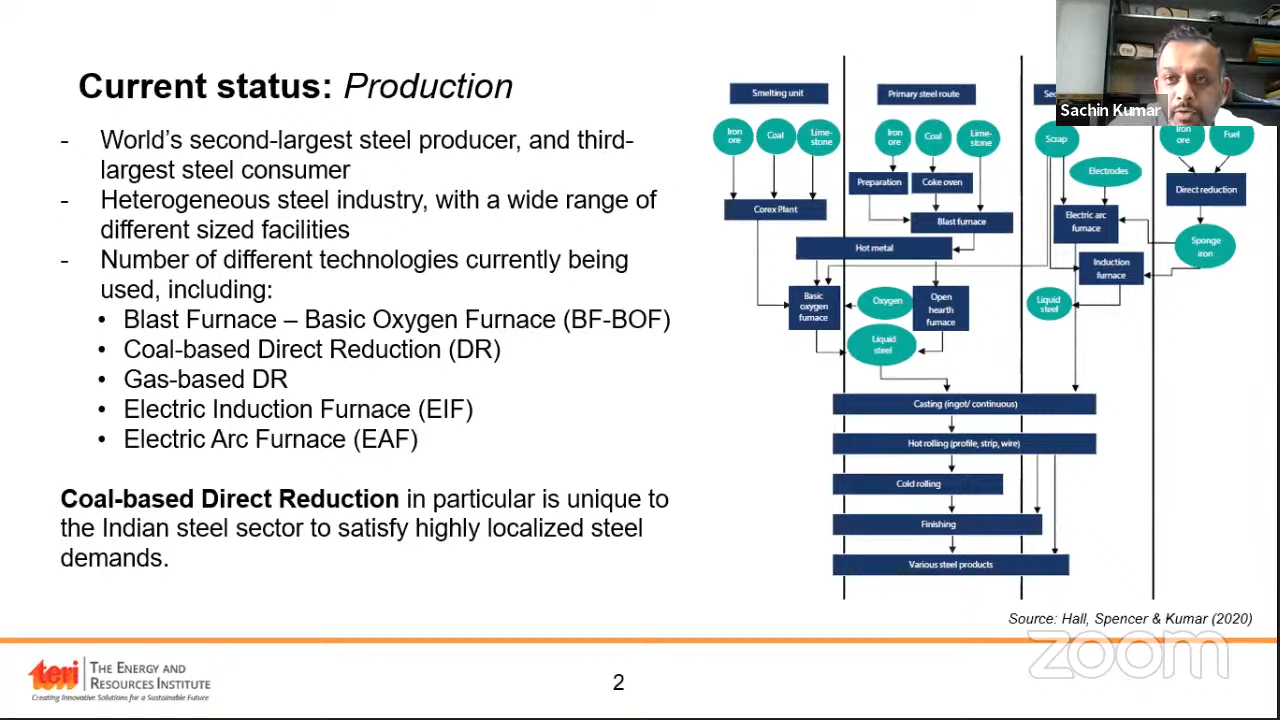 Current status: Production
- World’s second-largest steel producer, and third-
largest steel consumer
- Heterogeneous steel industry, with a wide range of
different sized facilities
- Number of different technologies currently being
used, including:
• Blast Furnace – Basic Oxygen Furnace (BF-BOF)
• Coal-based Direct Reduction (DR)
• Gas-based DR
• Electric Induction Furnace (EIF)
• Electric Arc Furnace (EAF)
Coal-based Direct Reduction in particular is unique to
the Indian steel sector to satisfy highly localized steel
demands.
Smelting unit
Primary steel route
Sachin Kumar
Iron
ore
Coal
Lime-
stone
Iron
ore
Coal
Lime-
stone
Scrap
Iron
ore
Fuel
Electrodes
Preparation
Coke oven
Direct reduction
Corex Plant
Blast furnace
Electric arc
furnace
Hot metal
Sponge
iron
Induction
furnace
Basic
oxygen
furnace
Oxygen
Open
hearth
furnace
Liquid
steel
Liquid
steel
Casting (ingot/ continuous)
Hot rolling (profile, strip, wire)
Cold rolling
Finishing
Various steel products
Source: Hall, Spencer & Kumar (2020)
zoom
teri
THE ENERGY AND
RESOURCES INSTITUTE
Creating Innovative Solutions for a Sustainable Future
2